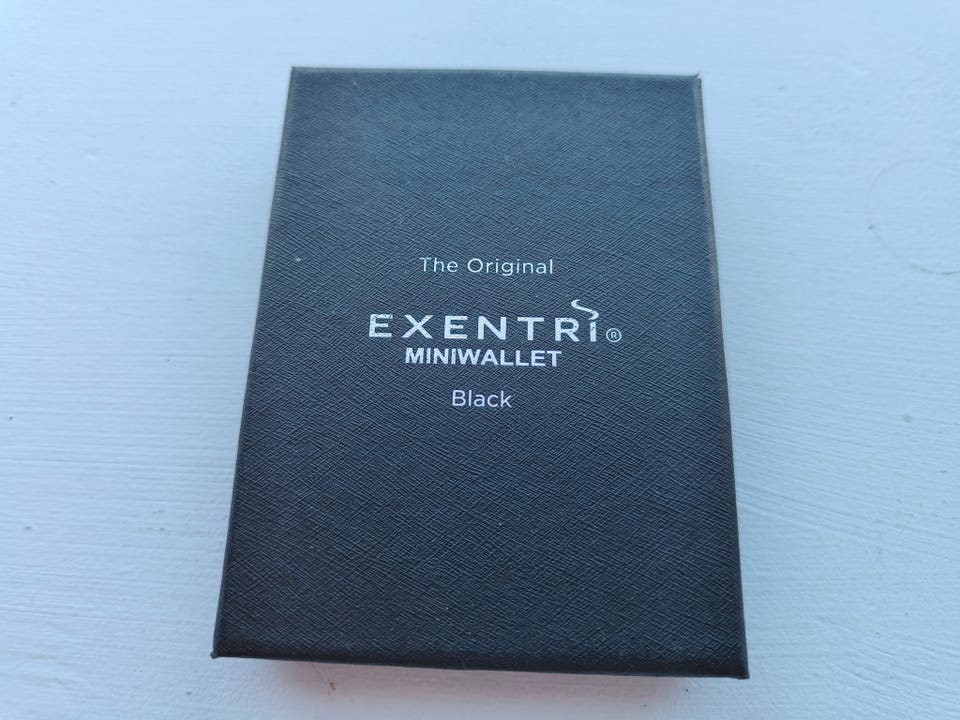 The Original
EXENTRI®
MINIWALLET
Black